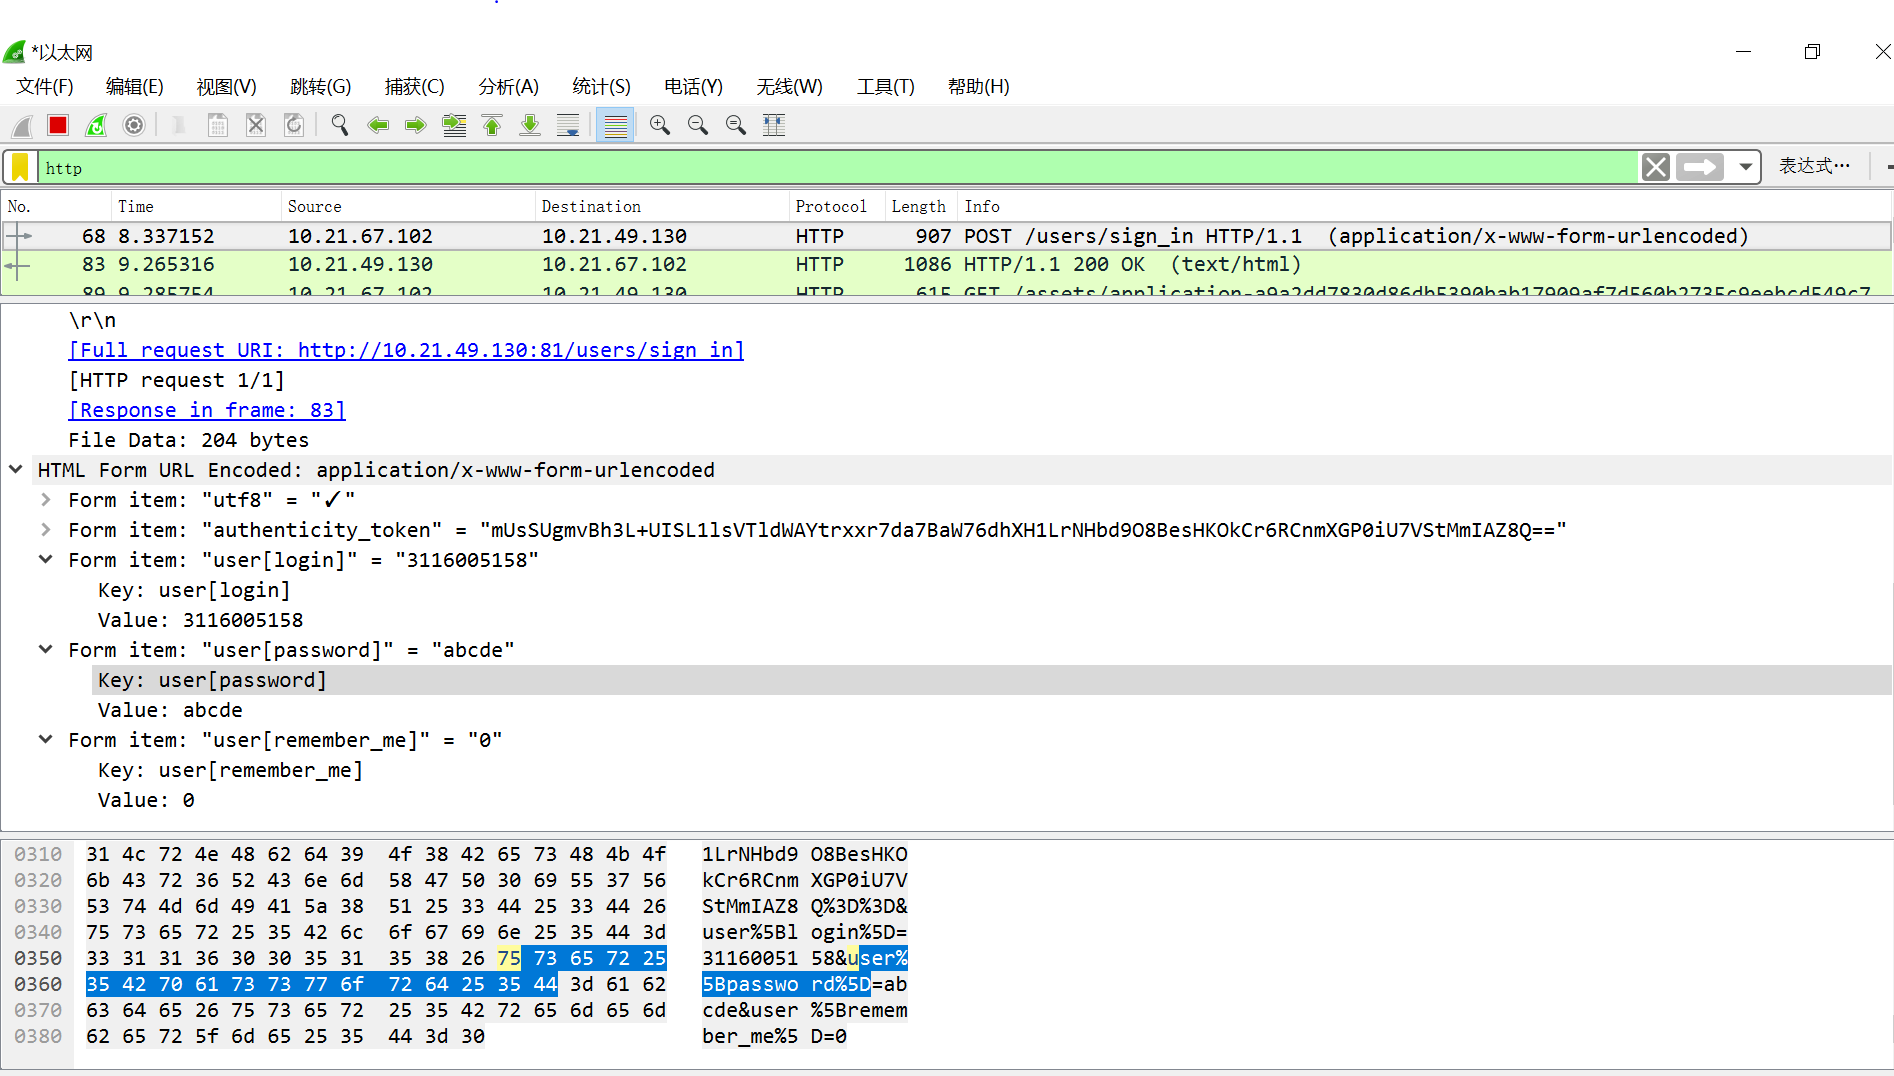 *以太网
文件(F) 编辑(E) 视图(V) 跳转(G) 捕获(C) 分析(A) 统计(S) 电话(Y) 无线(W) 工具(T) 帮助(H)
http 表达式…
No. Time Source Destination Protocol Length Info
68 8.337152 10.21.67.102 10.21.49.130 HTTP 907 POST /users/sign_in HTTP/1.1 (application/x-www-form-urlencoded)
83 9.265316 10.21.49.130 10.21.67.102 HTTP 1086 HTTP/1.1 200 OK (text/html)
89 9.285754 10.21.67.102 10.21.49.130 HTTP 615 GET
\r\n
[Full request URI: http://10.21.49.130:81/users/sign_in]
[HTTP request 1/1]
[Response in frame: 83]
File Data: 204 bytes
HTML Form URL Encoded: application/x-www-form-urlencoded
Form item: "utf8" = "✓"
Form item: "authenticity_token" = "mUsSUgmvBh3L+UISL1lsVTldWAYtrxxr7da7BaW76dhXH1LrNHbd9O8BesHKOkCr6RCnmXGP0iU7VStMmIAZ8Q=="
Form item: "user[login]" = "3116005158"
Key: user[login]
Value: 3116005158
Form item: "user[password]" = "abcde"
Key: user[password]
Value: abcde
Form item: "user[remember_me]" = "0"
Key: user[remember_me]
Value: 0
0310 31 4c 72 4e 48 62 64 39 4f 38 42 65 73 48 4b 4f 1LrNHbd9 O8BesHKO
0320 6b 43 72 36 52 43 6e 6d 58 47 50 30 69 55 37 56 kCr6RCnm XGP0iU7V
0330 53 74 4d 6d 49 41 5a 38 51 25 33 44 25 33 44 26 StMmIAZ8 Q%3D%3D&
0340 75 73 65 72 25 35 42 6c 6f 67 69 6e 25 35 44 3d user%5Bl ogin%5D=
0350 33 31 31 36 30 30 35 31 35 38 26 75 73 65 72 25 31160051 58&user%
0360 35 42 70 61 73 73 77 6f 72 64 25 35 44 3d 61 62 5Bpasswo rd%5D=ab
0370 63 64 65 26 75 73 65 72 25 35 42 72 65 6d 65 6d cde&user %5Bremem
0380 62 65 72 5f 6d 65 25 35 44 3d 30 ber_me%5 D=0